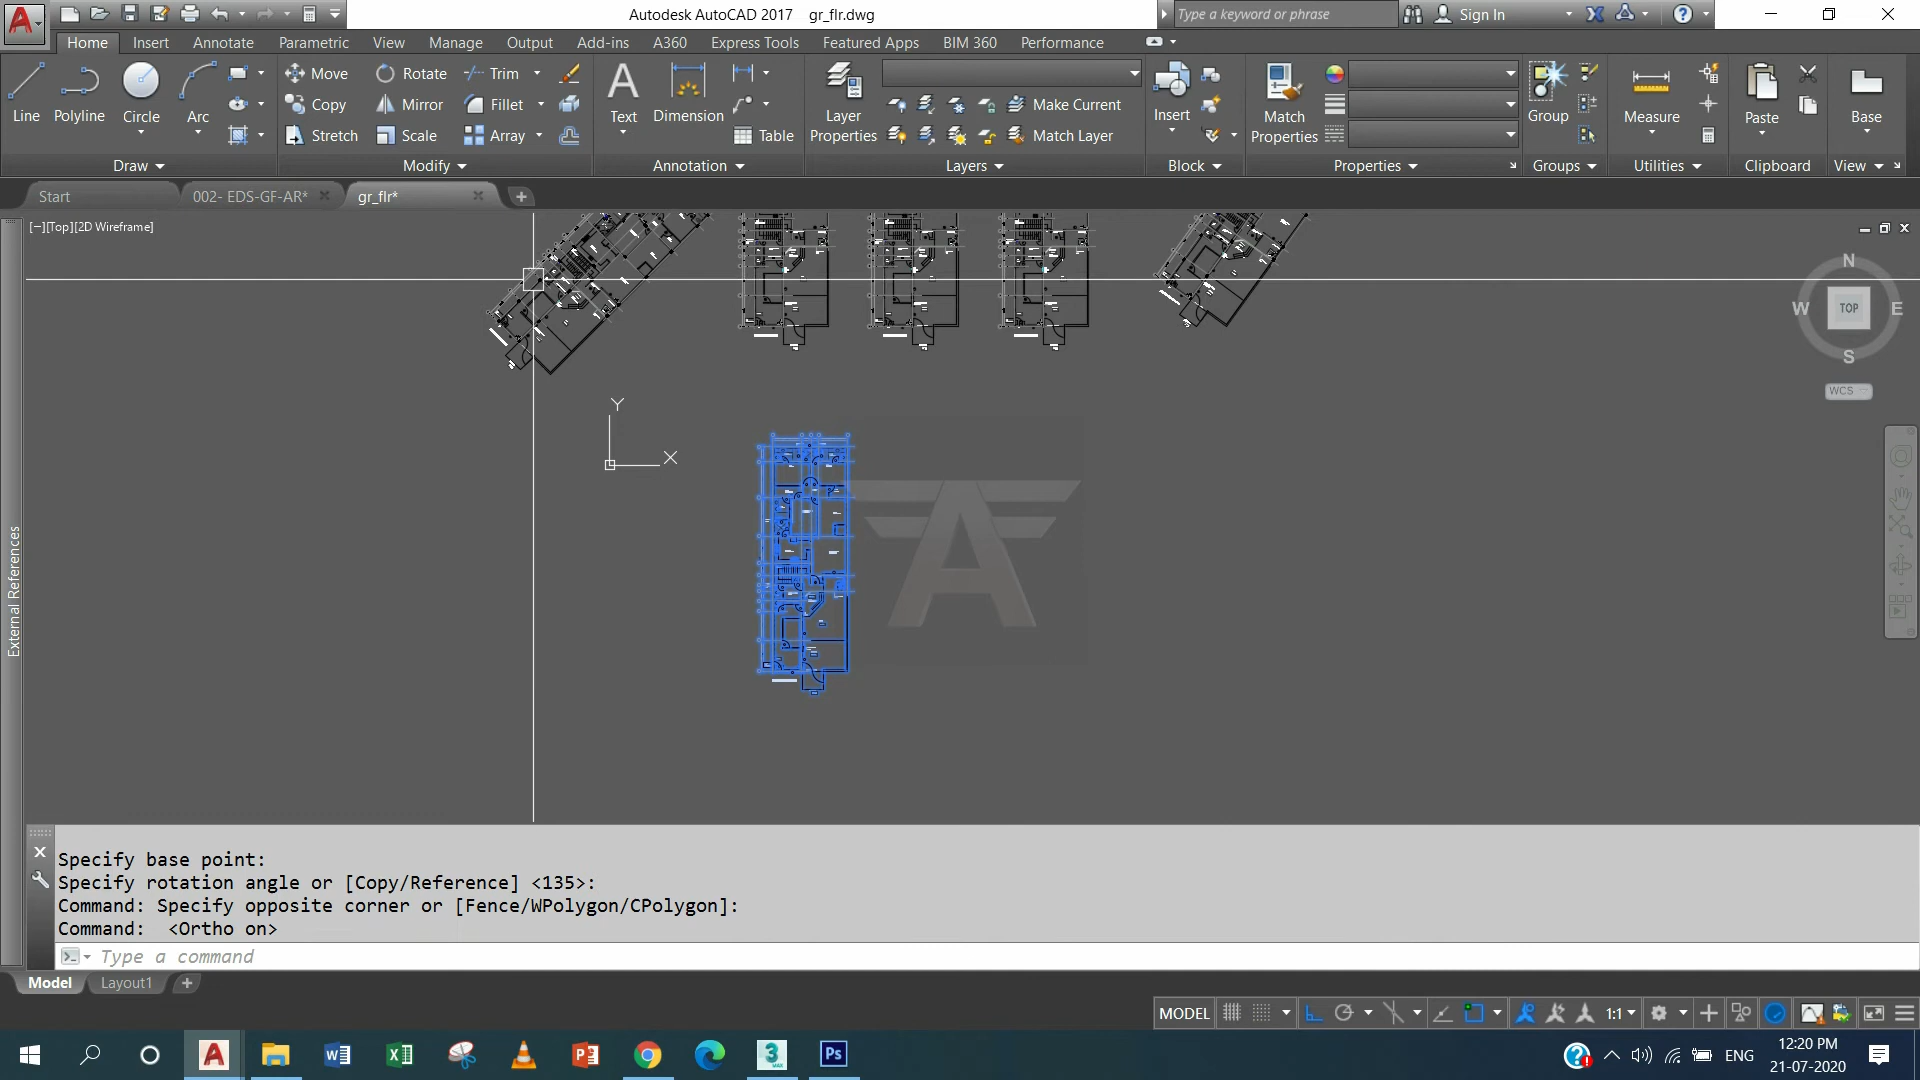 Autodesk AutoCAD 2017 gr_flr.dwg
Type a keyword or phrase
Sign In
Home Insert Annotate Parametric View Manage Output Add-ins A360 Express Tools Featured Apps BIM 360 Performance
Line Polyline Circle Arc
Move Rotate Trim
Copy Mirror Fillet
Stretch Scale Array
Text Dimension Table
Layer Properties
Make Current
Match Layer
Insert
Match Properties
Group
Measure
Paste
Base
Draw Modify Annotation Layers Block Properties Groups Utilities Clipboard View
Start 002- EDS-GF-AR* gr_flr*
[−][Top][2D Wireframe]
N
W TOP E
S
WCS
Y
X
A
External References
Specify base point:
Specify rotation angle or [Copy/Reference] <135>:
Command: Specify opposite corner or [Fence/WPolygon/CPolygon]:
Command: <Ortho on>
Type a command
Model Layout1
MODEL 1:1
ENG
12:20 PM
21-07-2020